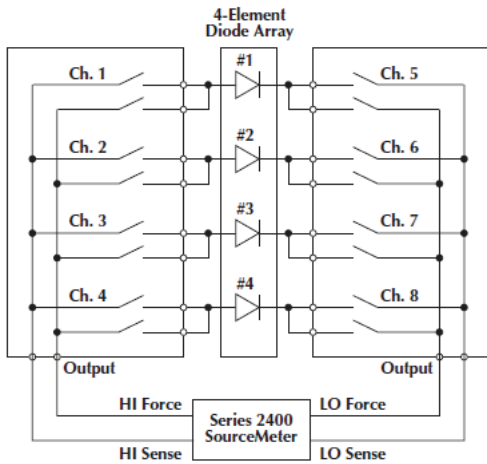 4-Element
Diode Array
Ch. 1
#1
Ch. 5
Ch. 2
#2
Ch. 6
Ch. 3
#3
Ch. 7
Ch. 4
#4
Ch. 8
Output
Output
HI Force
LO Force
Series 2400
SourceMeter
HI Sense
LO Sense